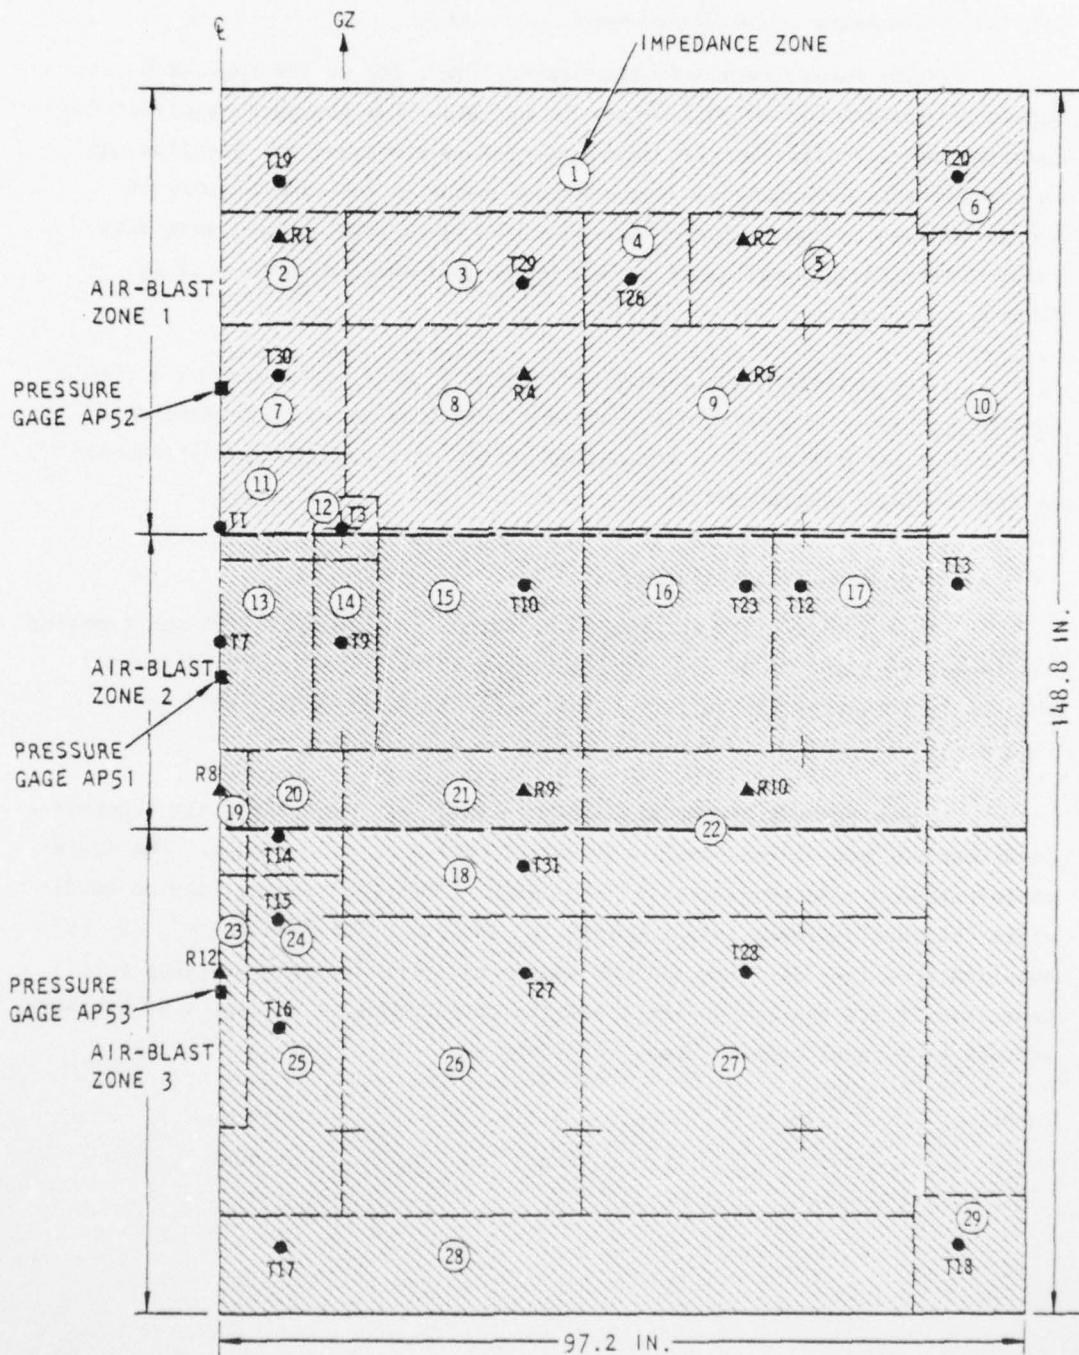 ℄
GZ
IMPEDANCE ZONE
T19
1
T20
6
R1
2
3
T29
4
T26
R2
5
AIR-BLAST
ZONE 1
PRESSURE
GAGE AP52
T30
7
8
R4
9
R5
10
11
12
T1
T3
13
14
15
T10
16
T23
T12
17
T13
T7
T9
AIR-BLAST
ZONE 2
148.8 IN.
PRESSURE
GAGE AP51
R8
19
20
21
R9
R10
22
T14
18
T31
T15
23
24
R12
T27
T28
PRESSURE
GAGE AP53
T16
AIR-BLAST
ZONE 3
25
26
27
29
T17
28
T18
97.2 IN.